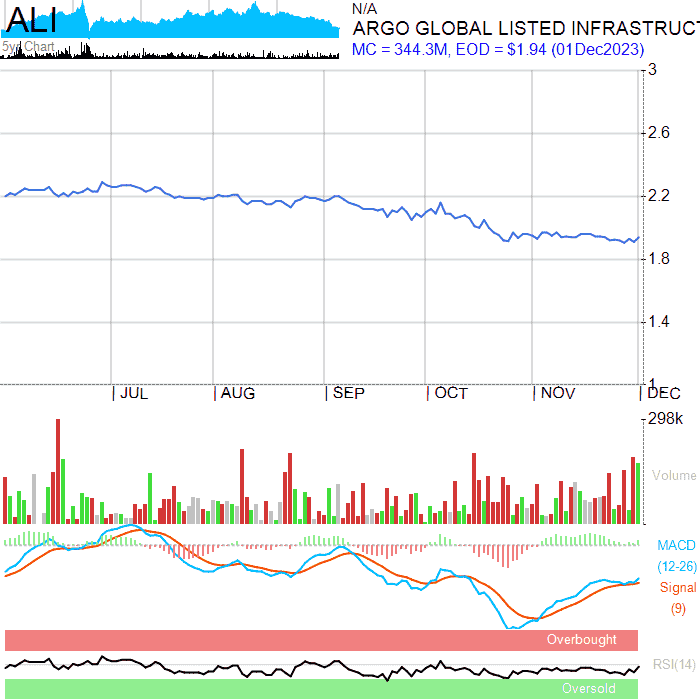 ALI
5yr Chart
N/A
ARGO GLOBAL LISTED INFRASTRUCT
MC = 344.3M, EOD = $1.94 (01Dec2023)
3
2.6
2.2
1.8
1.4
1
JUL AUG SEP OCT NOV DEC
298k
Volume
MACD
(12-26)
Signal
(9)
Overbought
RSI(14)
Oversold